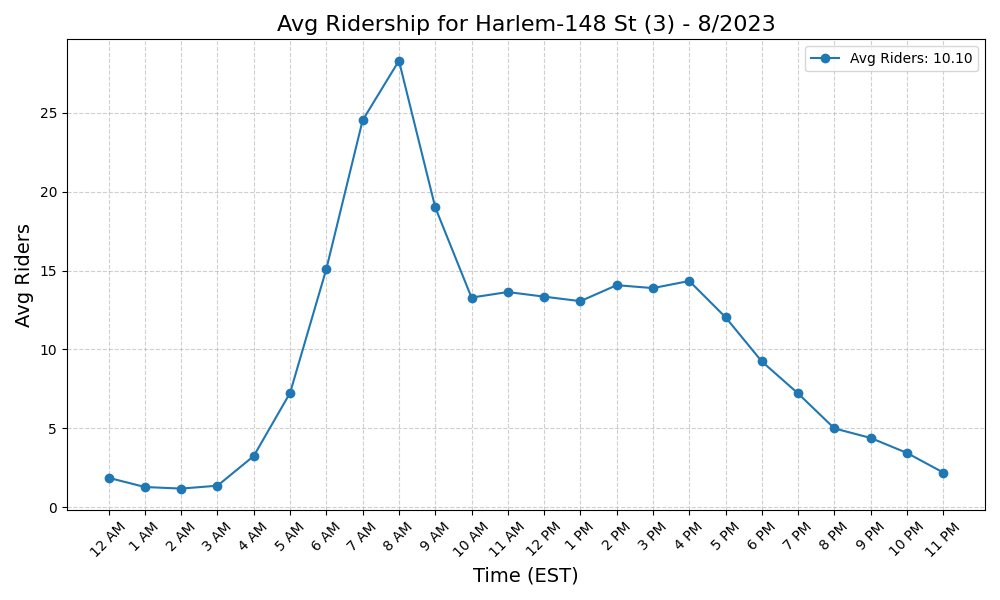 Avg Ridership for Harlem-148 St (3) - 8/2023
Avg Riders: 10.10
Avg Riders
25
20
15
10
5
0
12 AM
1 AM
2 AM
3 AM
4 AM
5 AM
6 AM
7 AM
8 AM
9 AM
10 AM
11 AM
12 PM
1 PM
2 PM
3 PM
4 PM
5 PM
6 PM
7 PM
8 PM
9 PM
10 PM
11 PM
Time (EST)